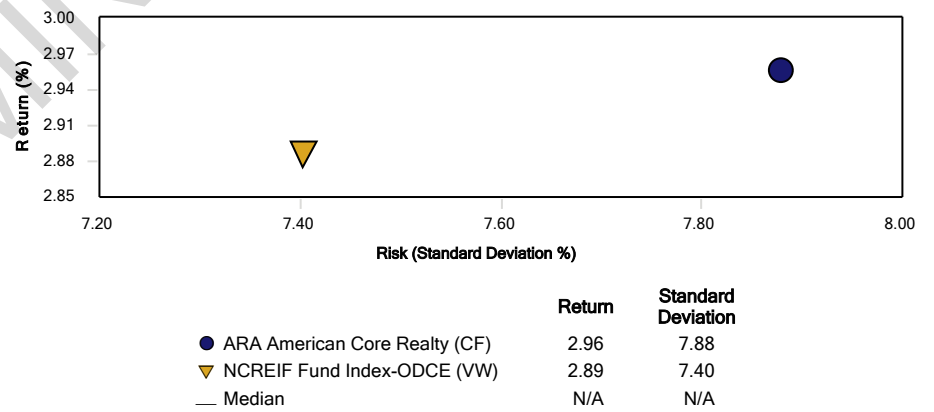 3.00
2.97
2.94
2.91
2.88
2.85
Return (%)
7.20 7.40 7.60 7.80 8.00
Risk (Standard Deviation %)
Return Standard Deviation
ARA American Core Realty (CF) 2.96 7.88
NCREIF Fund Index-ODCE (VW) 2.89 7.40
Median N/A N/A